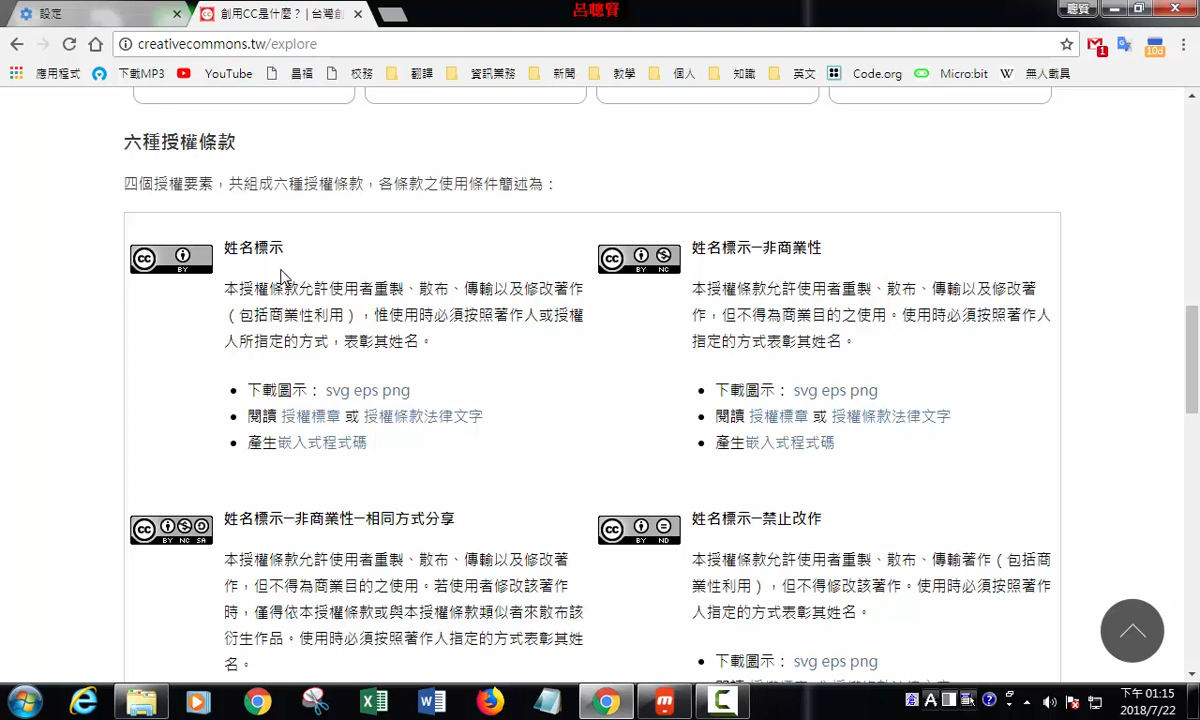 呂聰賢
設定
創用CC是什麼？ | 台灣創
聰賢
creativecommons.tw/explore
1
10d
應用程式 下載MP3 YouTube 昌福 校務 翻譯 資訊業務 新聞 教學 個人 知識 英文 Code.org Micro:bit 無人載具
六種授權條款
四個授權要素，共組成六種授權條款，各條款之使用條件簡述為：
CC BY
姓名標示
本授權條款允許使用者重製、散布、傳輸以及修改著作
（包括商業性利用），惟使用時必須按照著作人或授權
人所指定的方式，表彰其姓名。
下載圖示： svg eps png
閱讀 授權標章 或 授權條款法律文字
產生嵌入式程式碼
CC BY NC
姓名標示─非商業性
本授權條款允許使用者重製、散布、傳輸以及修改著
作，但不得為商業目的之使用。使用時必須按照著作人
指定的方式表彰其姓名。
下載圖示： svg eps png
閱讀 授權標章 或 授權條款法律文字
產生嵌入式程式碼
CC BY NC SA
姓名標示─非商業性─相同方式分享
本授權條款允許使用者重製、散布、傳輸以及修改著
作，但不得為商業目的之使用。若使用者修改該著作
時，僅得依本授權條款或與本授權條款類似者來散布該
衍生作品。使用時必須按照著作人指定的方式表彰其姓
名。
CC BY ND
姓名標示─禁止改作
本授權條款允許使用者重製、散布、傳輸著作（包括商
業性利用），但不得修改該著作。使用時必須按照著作
人指定的方式表彰其姓名。
下載圖示： svg eps png
下午 01:15
2018/7/22